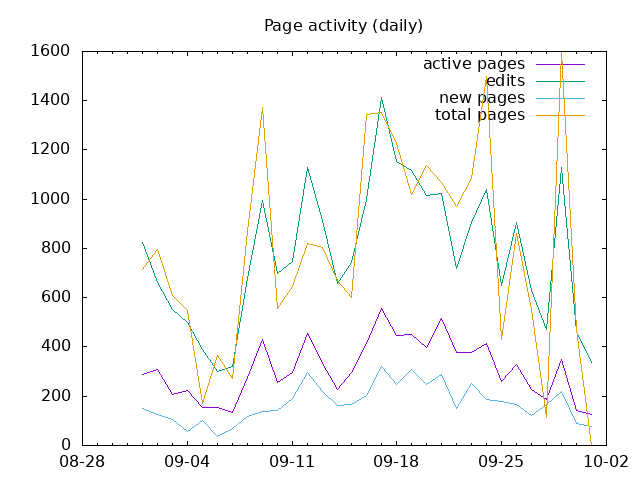 Page activity (daily)
1600
1400
1200
1000
800
600
400
200
0
active pages
edits
new pages
total pages
08-28 09-04 09-11 09-18 09-25 10-02